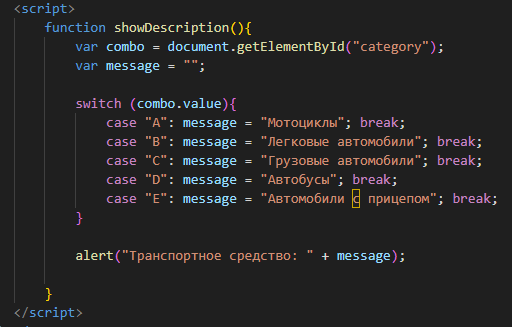 <script>
function showDescription(){
var combo = document.getElementById("category");
var message = "";
switch (combo.value){
case "A": message = "Мотоциклы"; break;
case "B": message = "Легковые автомобили"; break;
case "C": message = "Грузовые автомобили"; break;
case "D": message = "Автобусы"; break;
case "E": message = "Автомобили с прицепом"; break;
}
alert("Транспортное средство: " + message);
}
</script>